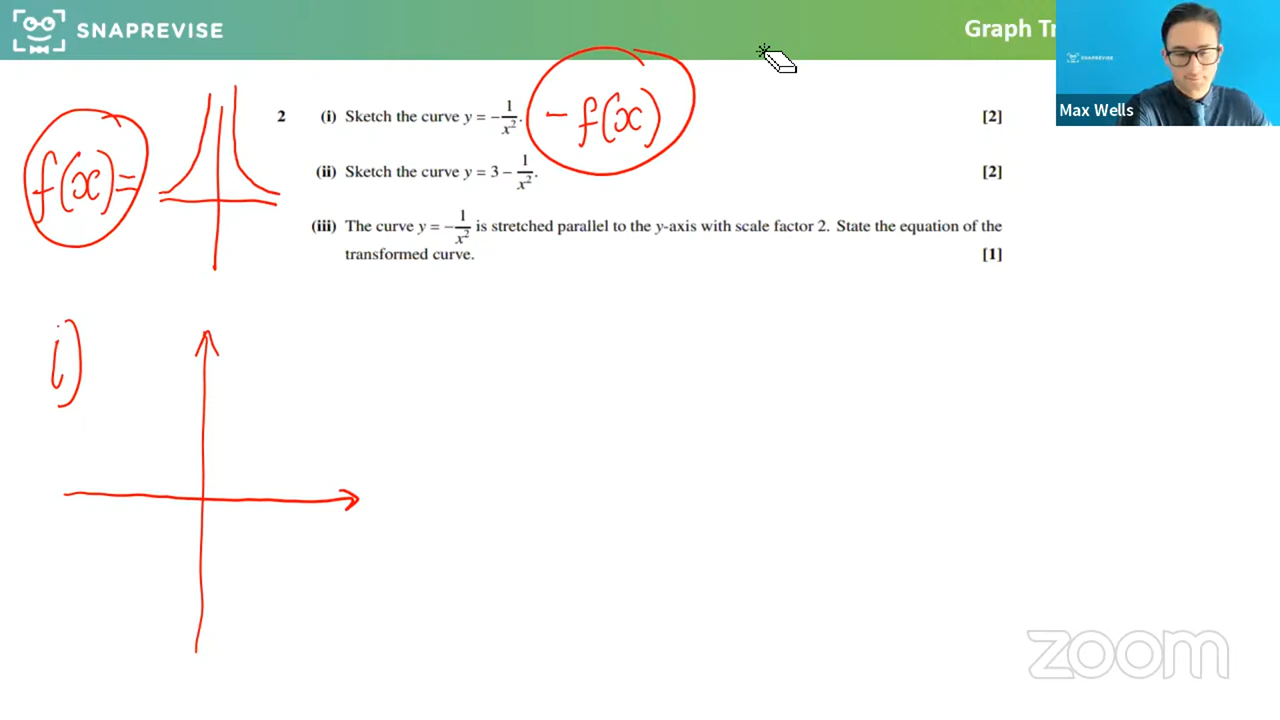 SNAPREVISE
Graph Tr
Max Wells
f(x)=
2 (i) Sketch the curve y = -1/x². [2]
-f(x)
(ii) Sketch the curve y = 3 - 1/x². [2]
(iii) The curve y = -1/x² is stretched parallel to the y-axis with scale factor 2. State the equation of the
transformed curve. [1]
i)
zoom